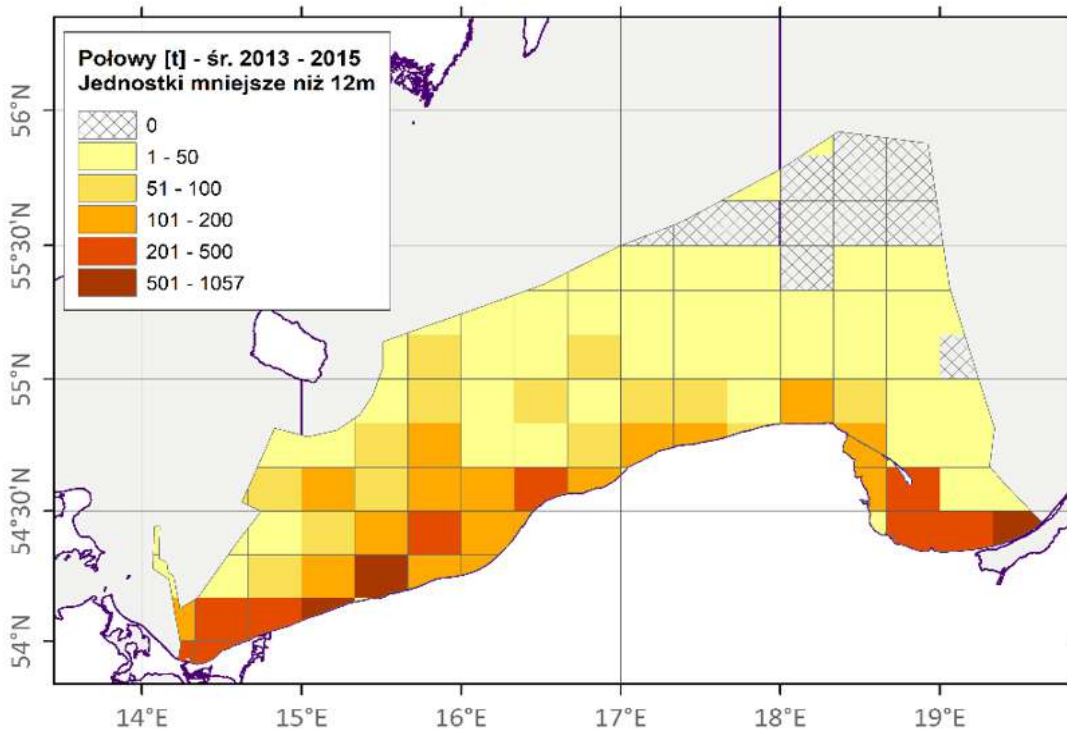 Połowy [t] - śr. 2013 - 2015
Jednostki mniejsze niż 12m
0
1 - 50
51 - 100
101 - 200
201 - 500
501 - 1057
56°N
55°30'N
55°N
54°30'N
54°N
14°E 15°E 16°E 17°E 18°E 19°E